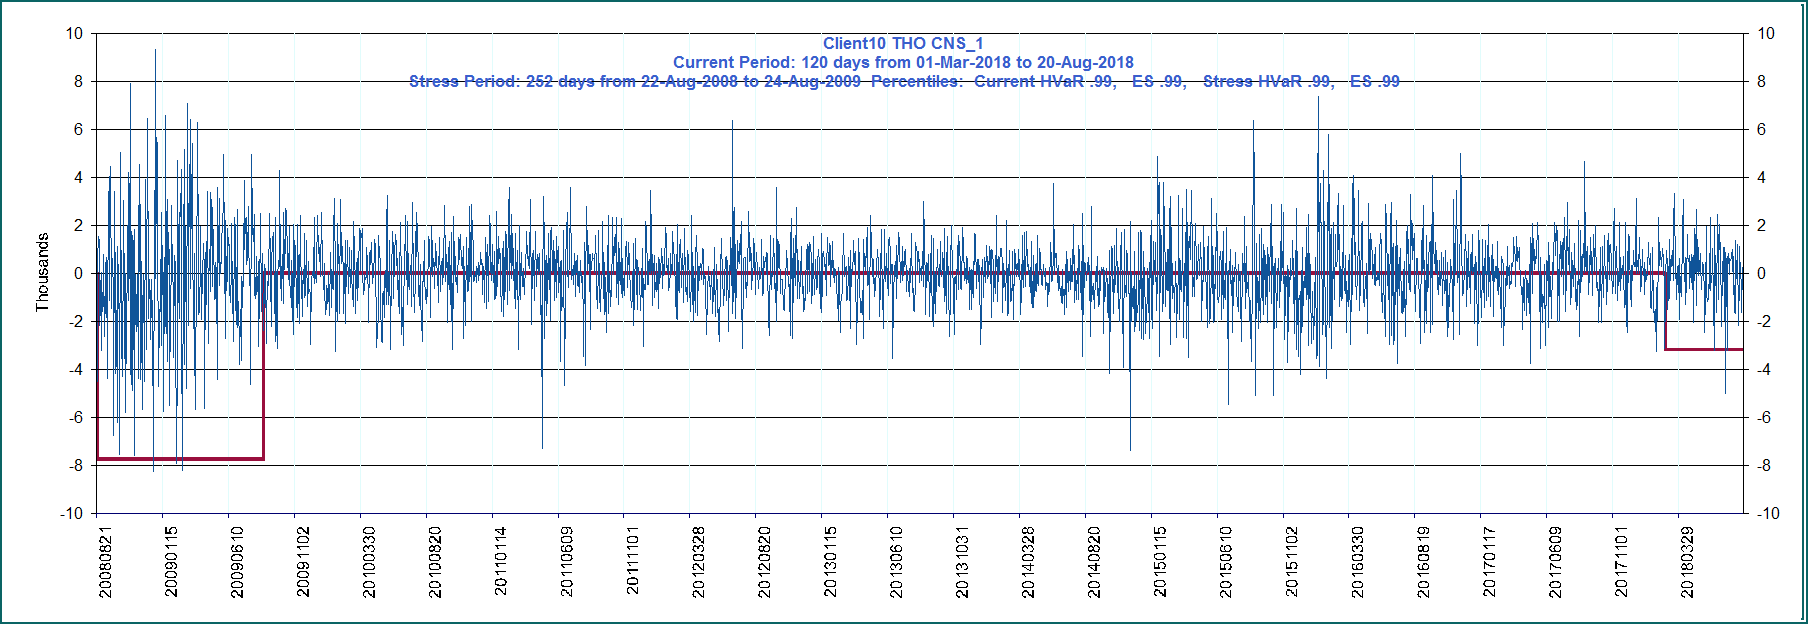 Client10 THO CNS_1
Current Period: 120 days from 01-Mar-2018 to 20-Aug-2018
Stress Period: 252 days from 22-Aug-2008 to 24-Aug-2009  Percentiles:  Current HVaR .99,   ES .99,   Stress HVaR .99,   ES .99
10 10
8 8
6 6
4 4
2 2
0 0
-2 -2
-4 -4
-6 -6
-8 -8
-10 -10
Thousands
20080821 20090115 20090610 20091102 20100330 20100820 20110114 20110609 20111101 20120328 20120820 20130115 20130610 20131031 20140328 20140820 20150115 20150610 20151102 20160330 20160819 20170117 20170609 20171101 20180329